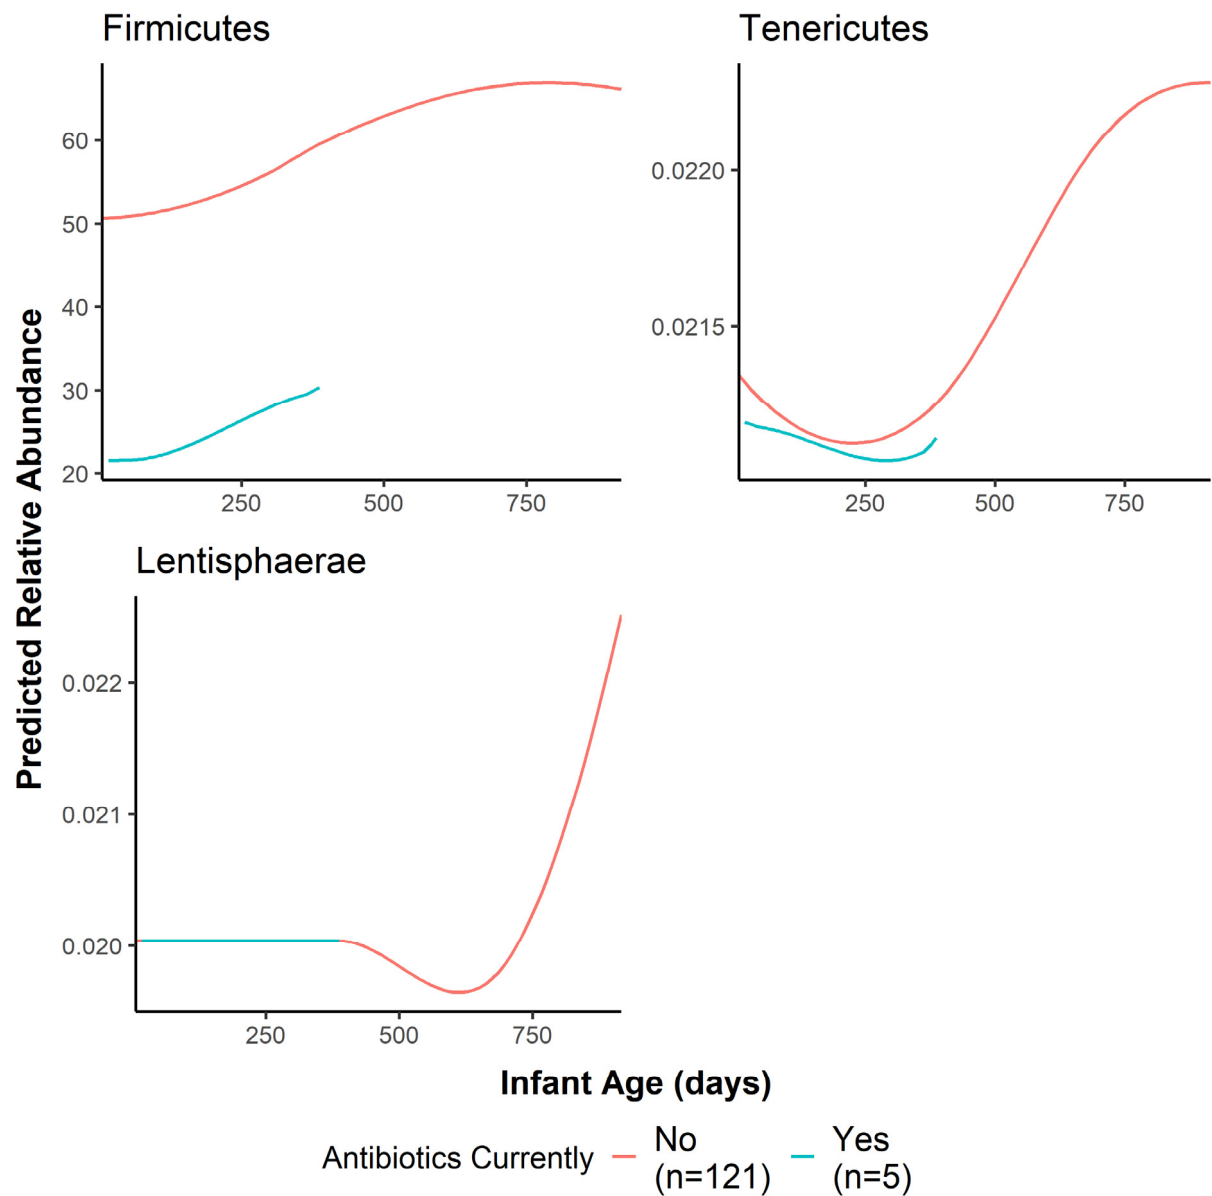 Firmicutes
Tenericutes
60
50
40
30
20
250 500 750
0.0220
0.0215
250 500 750
Lentisphaerae
0.022
0.021
0.020
250 500 750
Predicted Relative Abundance
Infant Age (days)
Antibiotics Currently
No
(n=121)
Yes
(n=5)